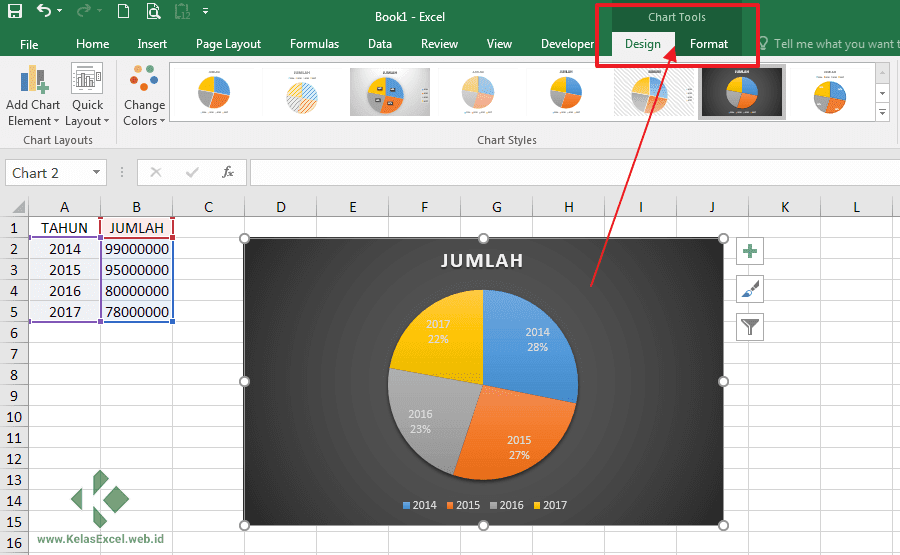 Book1 - Excel
Chart Tools
File Home Insert Page Layout Formulas Data Review View Developer Design Format Tell me what you want t
Add Chart Element
Quick Layout
Change Colors
Chart Layouts
Chart Styles
Chart 2
fx
A B C D E F G H I J K L
1 TAHUN JUMLAH
2 2014 99000000
3 2015 95000000
4 2016 80000000
5 2017 78000000
6
7
8
9
10
11
12
13
14
15
16
JUMLAH
2017
22%
2014
28%
2016
23%
2015
27%
2014 2015 2016 2017
www.KelasExcel.web.id